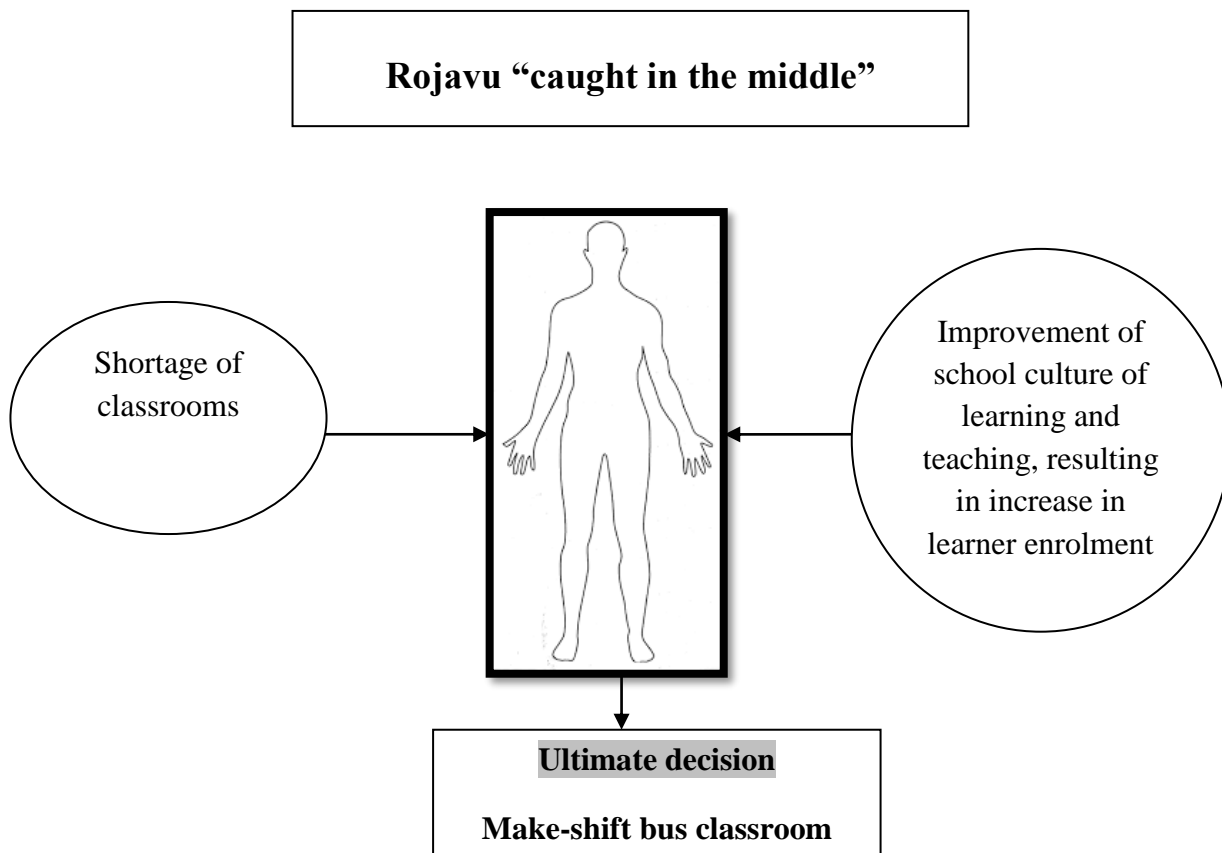 Rojavu “caught in the middle”
Shortage of
classrooms
Improvement of
school culture of
learning and
teaching, resulting
in increase in
learner enrolment
Ultimate decision
Make-shift bus classroom